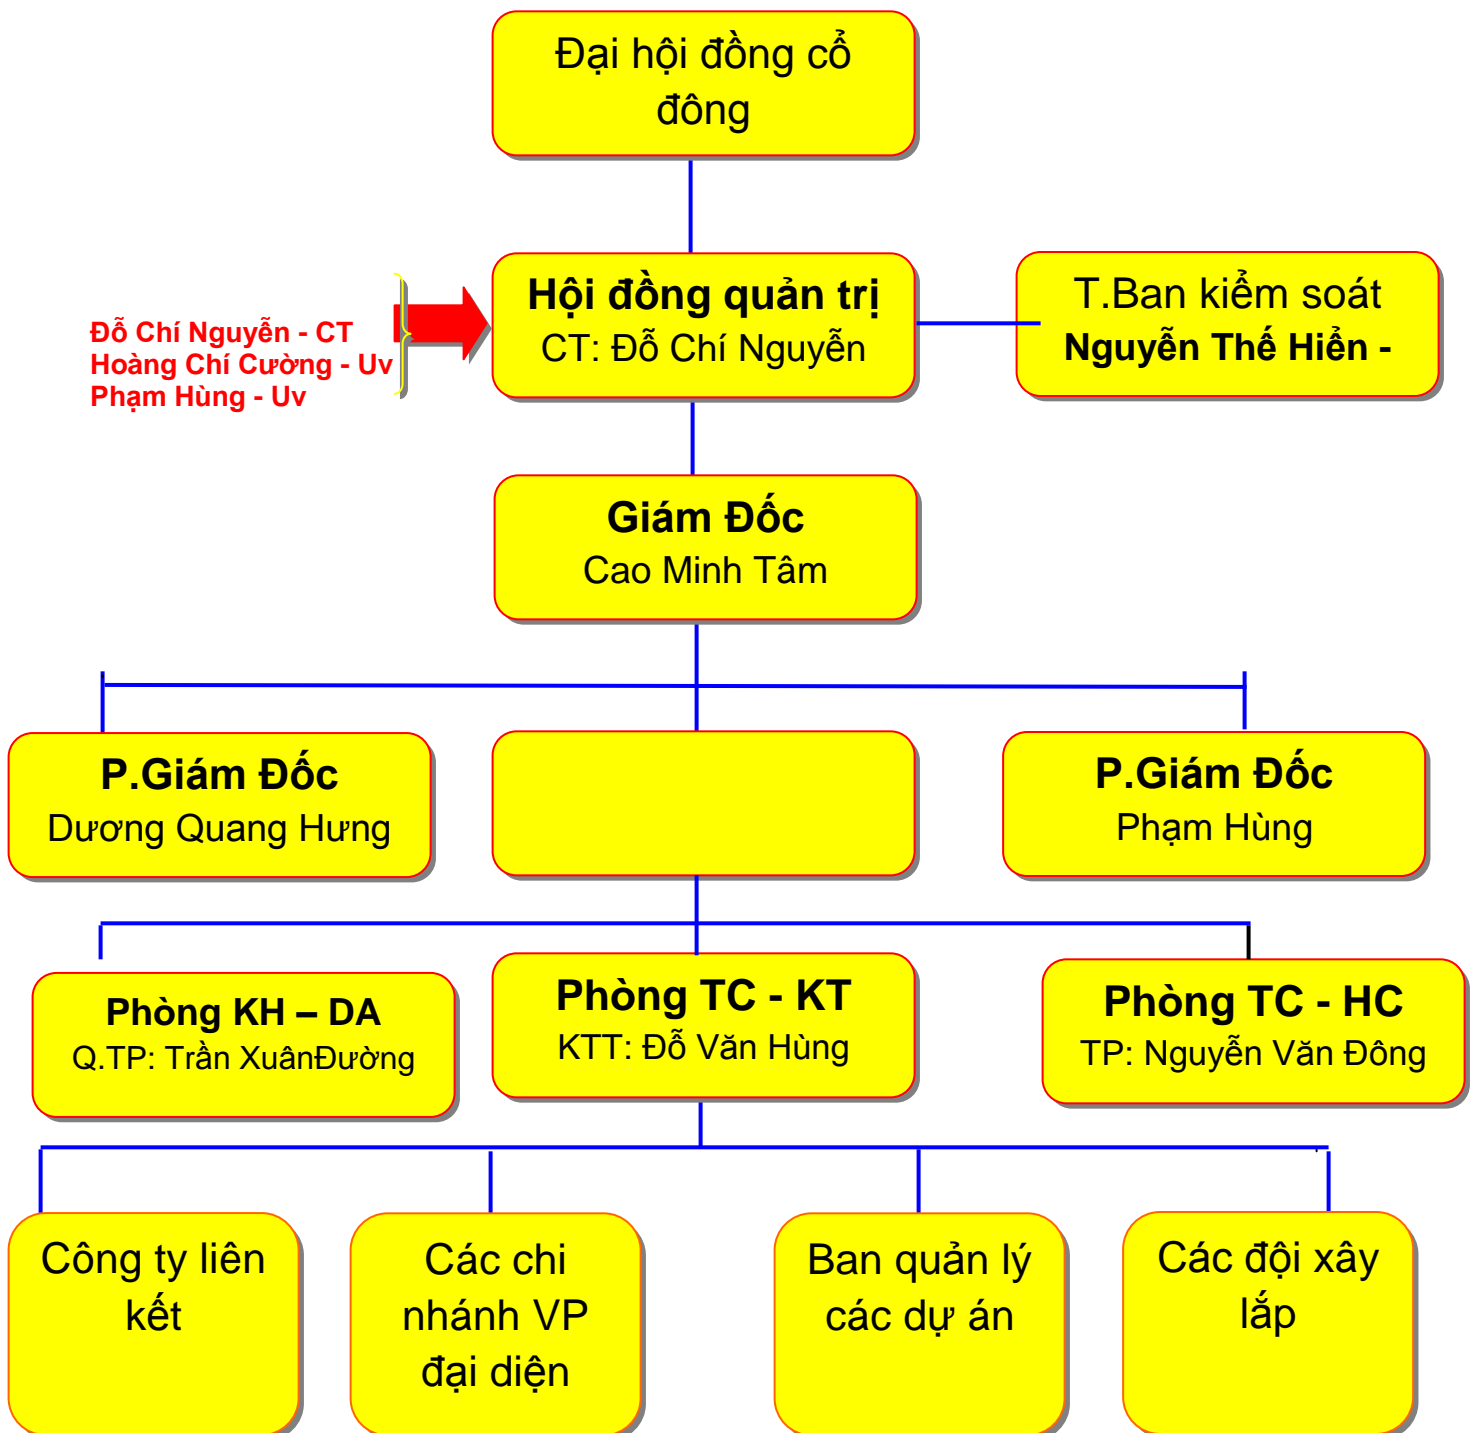 Đại hội đồng cổ
đông
Hội đồng quản trị
CT: Đỗ Chí Nguyễn
T.Ban kiểm soát
Nguyễn Thế Hiển -
Đỗ Chí Nguyễn - CT
Hoàng Chí Cường - Uv
Phạm Hùng - Uv
Giám Đốc
Cao Minh Tâm
P.Giám Đốc
Dương Quang Hưng
P.Giám Đốc
Phạm Hùng
Phòng KH – DA
Q.TP: Trần XuânĐường
Phòng TC - KT
KTT: Đỗ Văn Hùng
Phòng TC - HC
TP: Nguyễn Văn Đông
Công ty liên
kết
Các chi
nhánh VP
đại diện
Ban quản lý
các dự án
Các đội xây
lắp